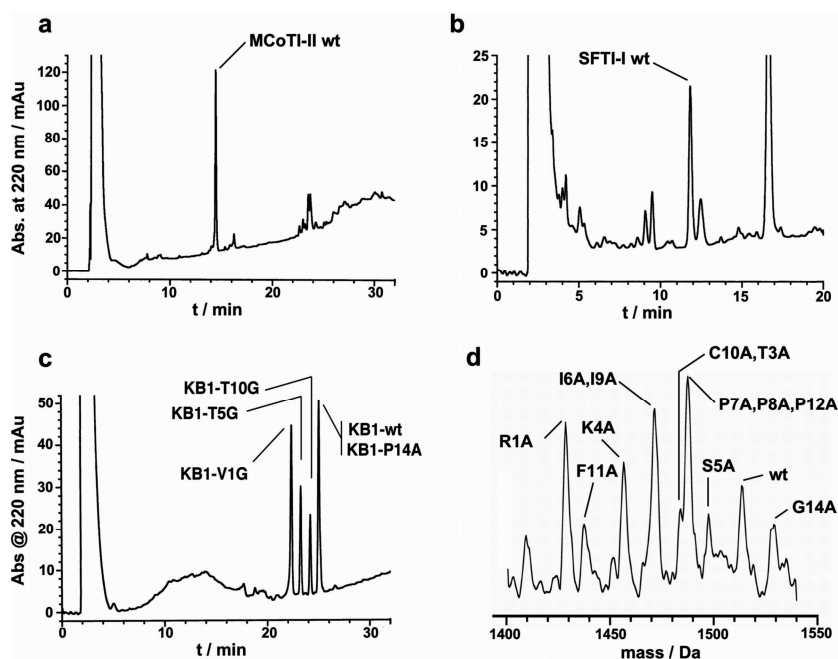 a
MCoTI-II wt
120
100
80
60
40
20
0
Abs. at 220 nm / mAu
0
10
20
30
t / min
b
SFTI-I wt
25
20
15
10
5
0
0
5
10
15
20
t / min
c
KB1-T10G
KB1-T5G
KB1-V1G
KB1-wt
KB1-P14A
50
40
30
20
10
0
Abs @ 220 nm / mAu
0
10
20
30
t / min
d
C10A,T3A
I6A,I9A
P7A,P8A,P12A
R1A
K4A
F11A
S5A
wt
G14A
1400
1450
1500
1550
mass / Da